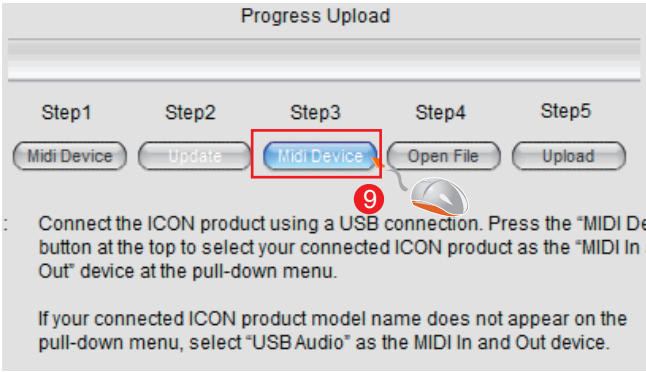 Progress Upload
Step1 Step2 Step3 Step4 Step5
Midi Device Update Midi Device Open File Upload
9
: Connect the ICON product using a USB connection. Press the “MIDI De
button at the top to select your connected ICON product as the “MIDI In
Out” device at the pull-down menu.
If your connected ICON product model name does not appear on the
pull-down menu, select “USB Audio” as the MIDI In and Out device.